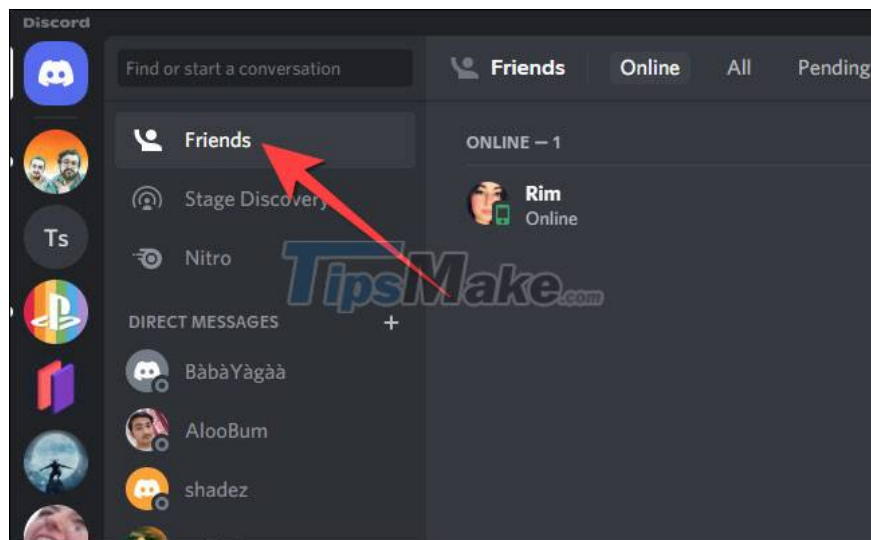 Discord
Find or start a conversation
Friends
Online
All
Pending
Friends
Stage Discovery
Nitro
DIRECT MESSAGES +
BàbàYàgàà
AlooBum
shadez
Ts
ONLINE — 1
Rim
Online
TipsMake.com